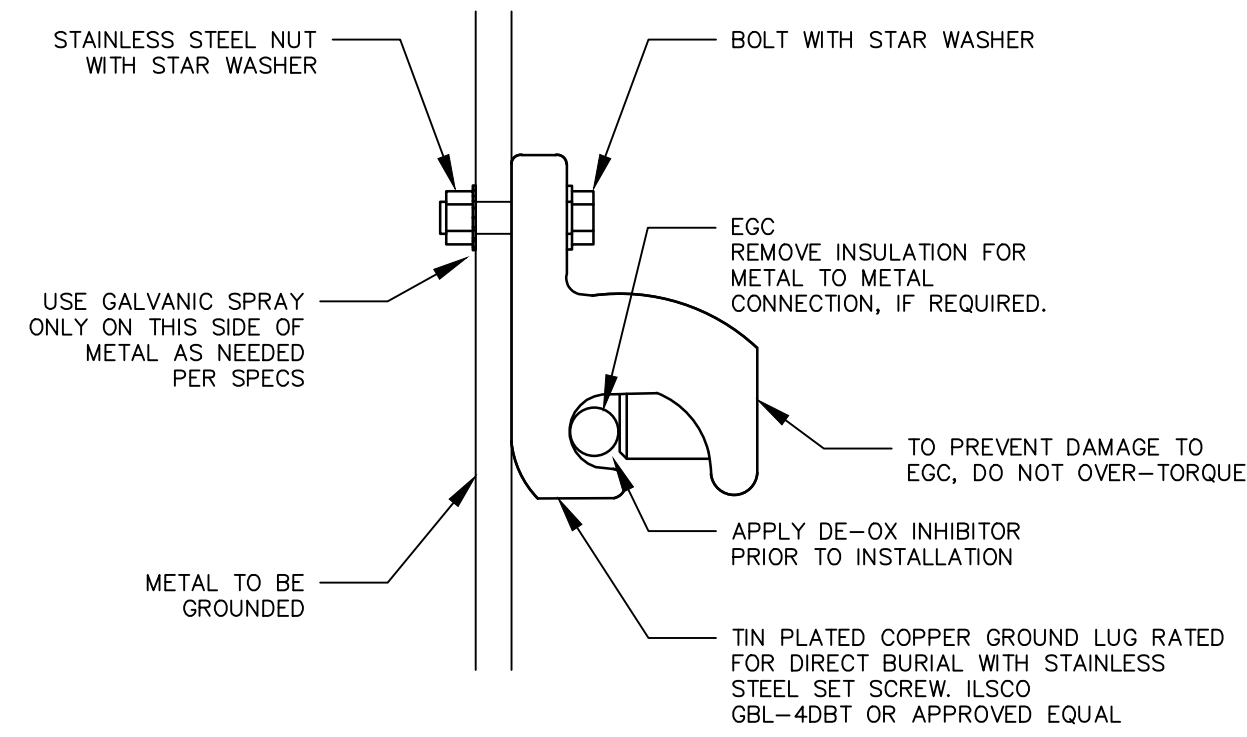 STAINLESS STEEL NUT
WITH STAR WASHER
BOLT WITH STAR WASHER
EGC
REMOVE INSULATION FOR
METAL TO METAL
CONNECTION, IF REQUIRED.
USE GALVANIC SPRAY
ONLY ON THIS SIDE OF
METAL AS NEEDED
PER SPECS
TO PREVENT DAMAGE TO
EGC, DO NOT OVER-TORQUE
APPLY DE-OX INHIBITOR
PRIOR TO INSTALLATION
METAL TO BE
GROUNDED
TIN PLATED COPPER GROUND LUG RATED
FOR DIRECT BURIAL WITH STAINLESS
STEEL SET SCREW. ILSCO
GBL-4DBT OR APPROVED EQUAL